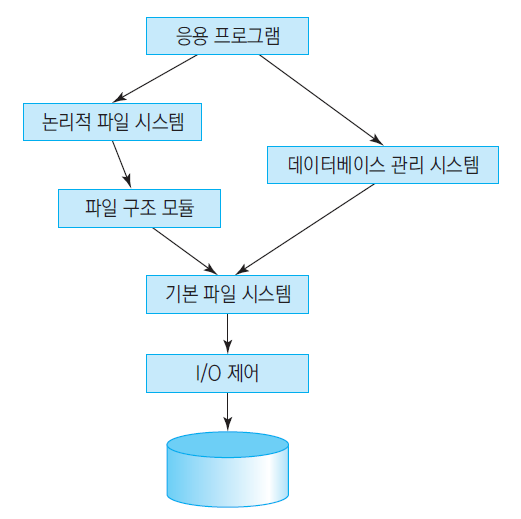 응용 프로그램
논리적 파일 시스템
데이터베이스 관리 시스템
파일 구조 모듈
기본 파일 시스템
I/O 제어